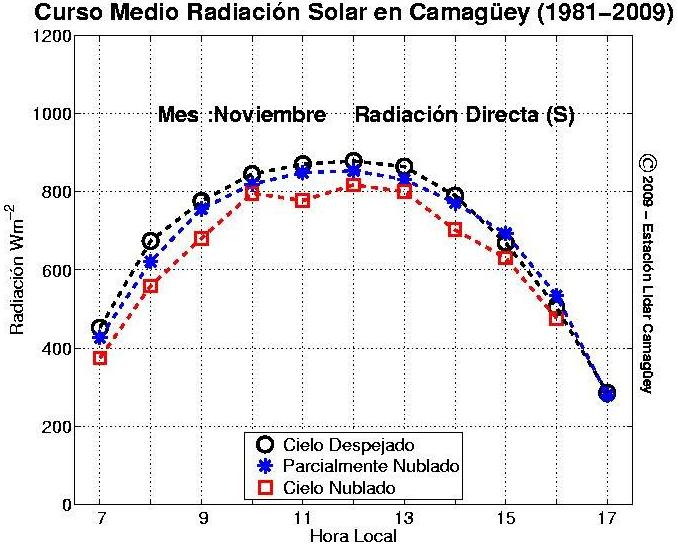 Curso Medio Radiación Solar en Camagüey (1981−2009)
1200
1000
800
600
400
200
0
Radiación Wm−2
Mes :Noviembre Radiación Directa (S)
Cielo Despejado
Parcialmente Nublado
Cielo Nublado
7 9 11 13 15 17
Hora Local
© 2009 − Estación Lidar Camagüey